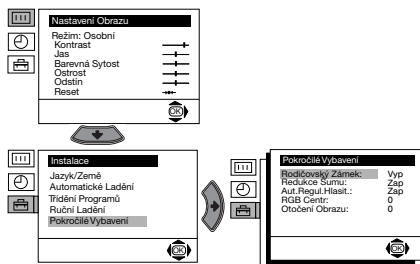 Nastavení Obrazu
Režim: Osobní
Kontrast
Jas
Barevná Sytost
Ostrost
Odstín
Reset
OK
Instalace
Jazyk/Země
Automatické Ladění
Třídění Programů
Ruční Ladění
Pokročilé Vybavení
OK
Pokročilé Vybavení
Rodičovský Zámek: Vyp
Redukce Šumu: Zap
Aut.Regul.Hlasit.: Zap
RGB Centr: 0
Otočení Obrazu: 0
OK